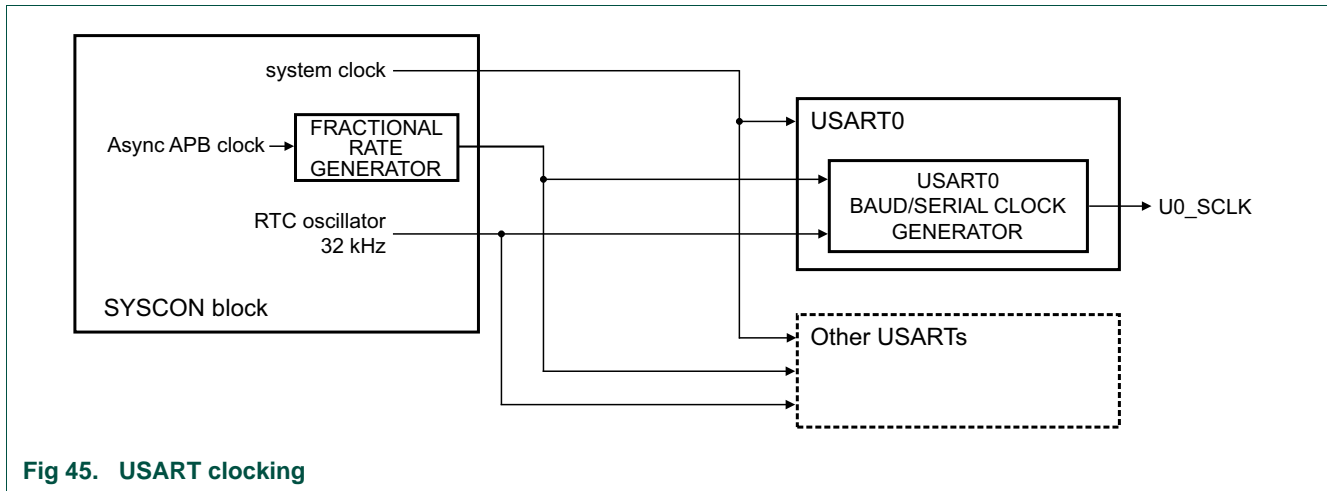 system clock
Async APB clock
FRACTIONAL
RATE
GENERATOR
RTC oscillator
32 kHz
SYSCON block
USART0
USART0
BAUD/SERIAL CLOCK
GENERATOR
U0_SCLK
Other USARTs
Fig 45. USART clocking